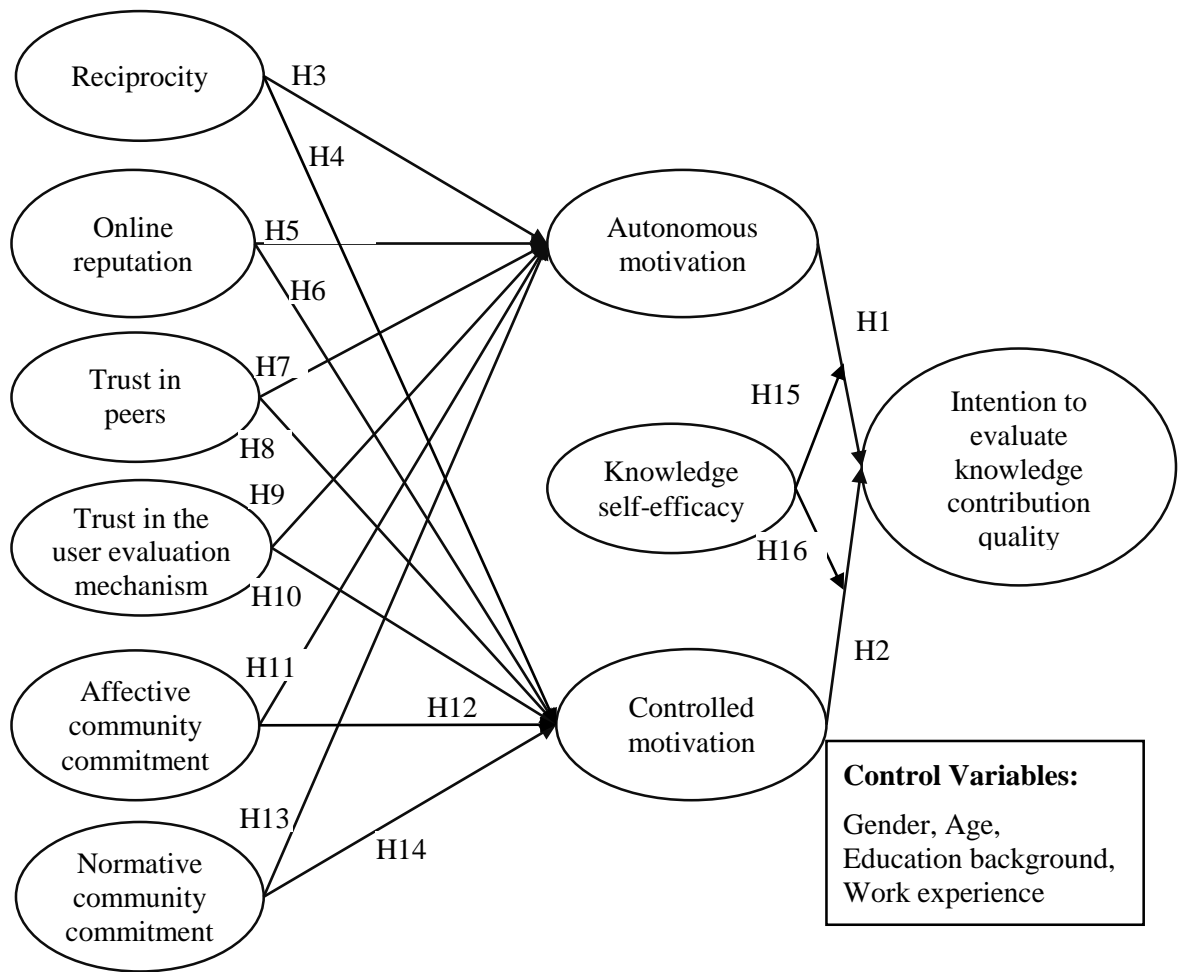 Reciprocity
H3
H4
Online
reputation
H5
H6
Autonomous
motivation
H1
Trust in
peers
H7
H8
H15
Knowledge
self-efficacy
H16
Intention to
evaluate
knowledge
contribution
quality
Trust in the
user evaluation
mechanism
H9
H10
H2
Affective
community
commitment
H11
H12
Controlled
motivation
Normative
community
commitment
H13
H14
Control Variables:
Gender, Age,
Education background,
Work experience